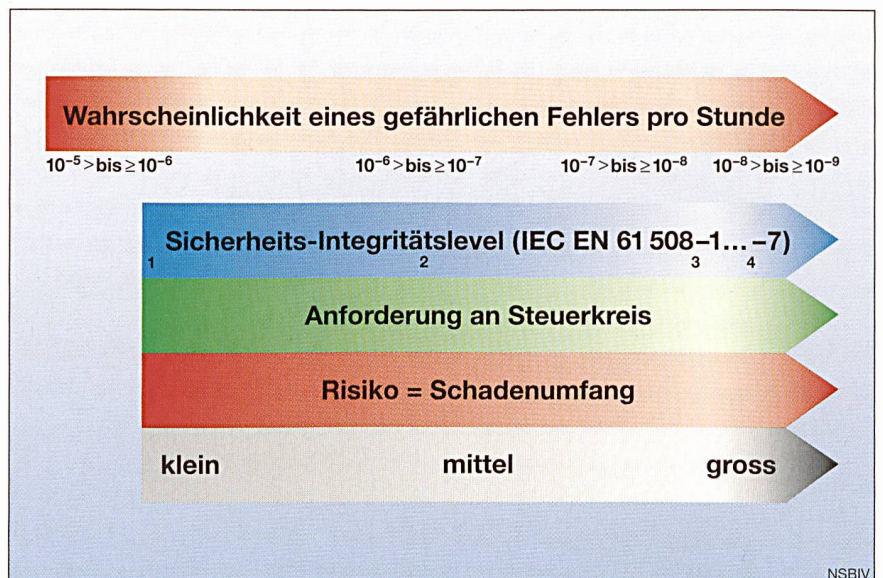 Wahrscheinlichkeit eines gefährlichen Fehlers pro Stunde
10⁻⁵ > bis ≥ 10⁻⁶ 10⁻⁶ > bis ≥ 10⁻⁷ 10⁻⁷ > bis ≥ 10⁻⁸ 10⁻⁸ > bis ≥ 10⁻⁹
Sicherheits-Integritätslevel (IEC EN 61 508–1... –7)
1 2 3 4
Anforderung an Steuerkreis
Risiko = Schadenumfang
klein mittel gross
NSBIV